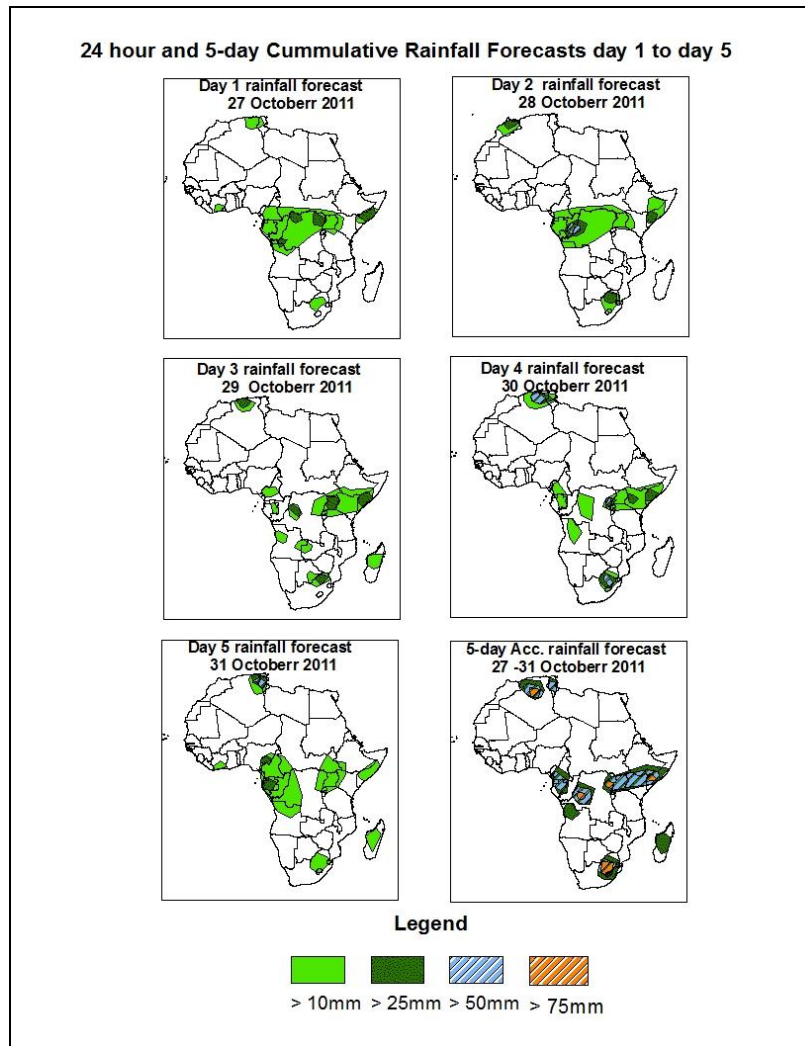 24 hour and 5-day Cummulative Rainfall Forecasts day 1 to day 5
Day 1 rainfall forecast
27 Octoberr 2011
Day 2 rainfall forecast
28 Octoberr 2011
Day 3 rainfall forecast
29 Octoberr 2011
Day 4 rainfall forecast
30 Octoberr 2011
Day 5 rainfall forecast
31 Octoberr 2011
5-day Acc. rainfall forecast
27 -31 Octoberr 2011
Legend
> 10mm > 25mm > 50mm > 75mm